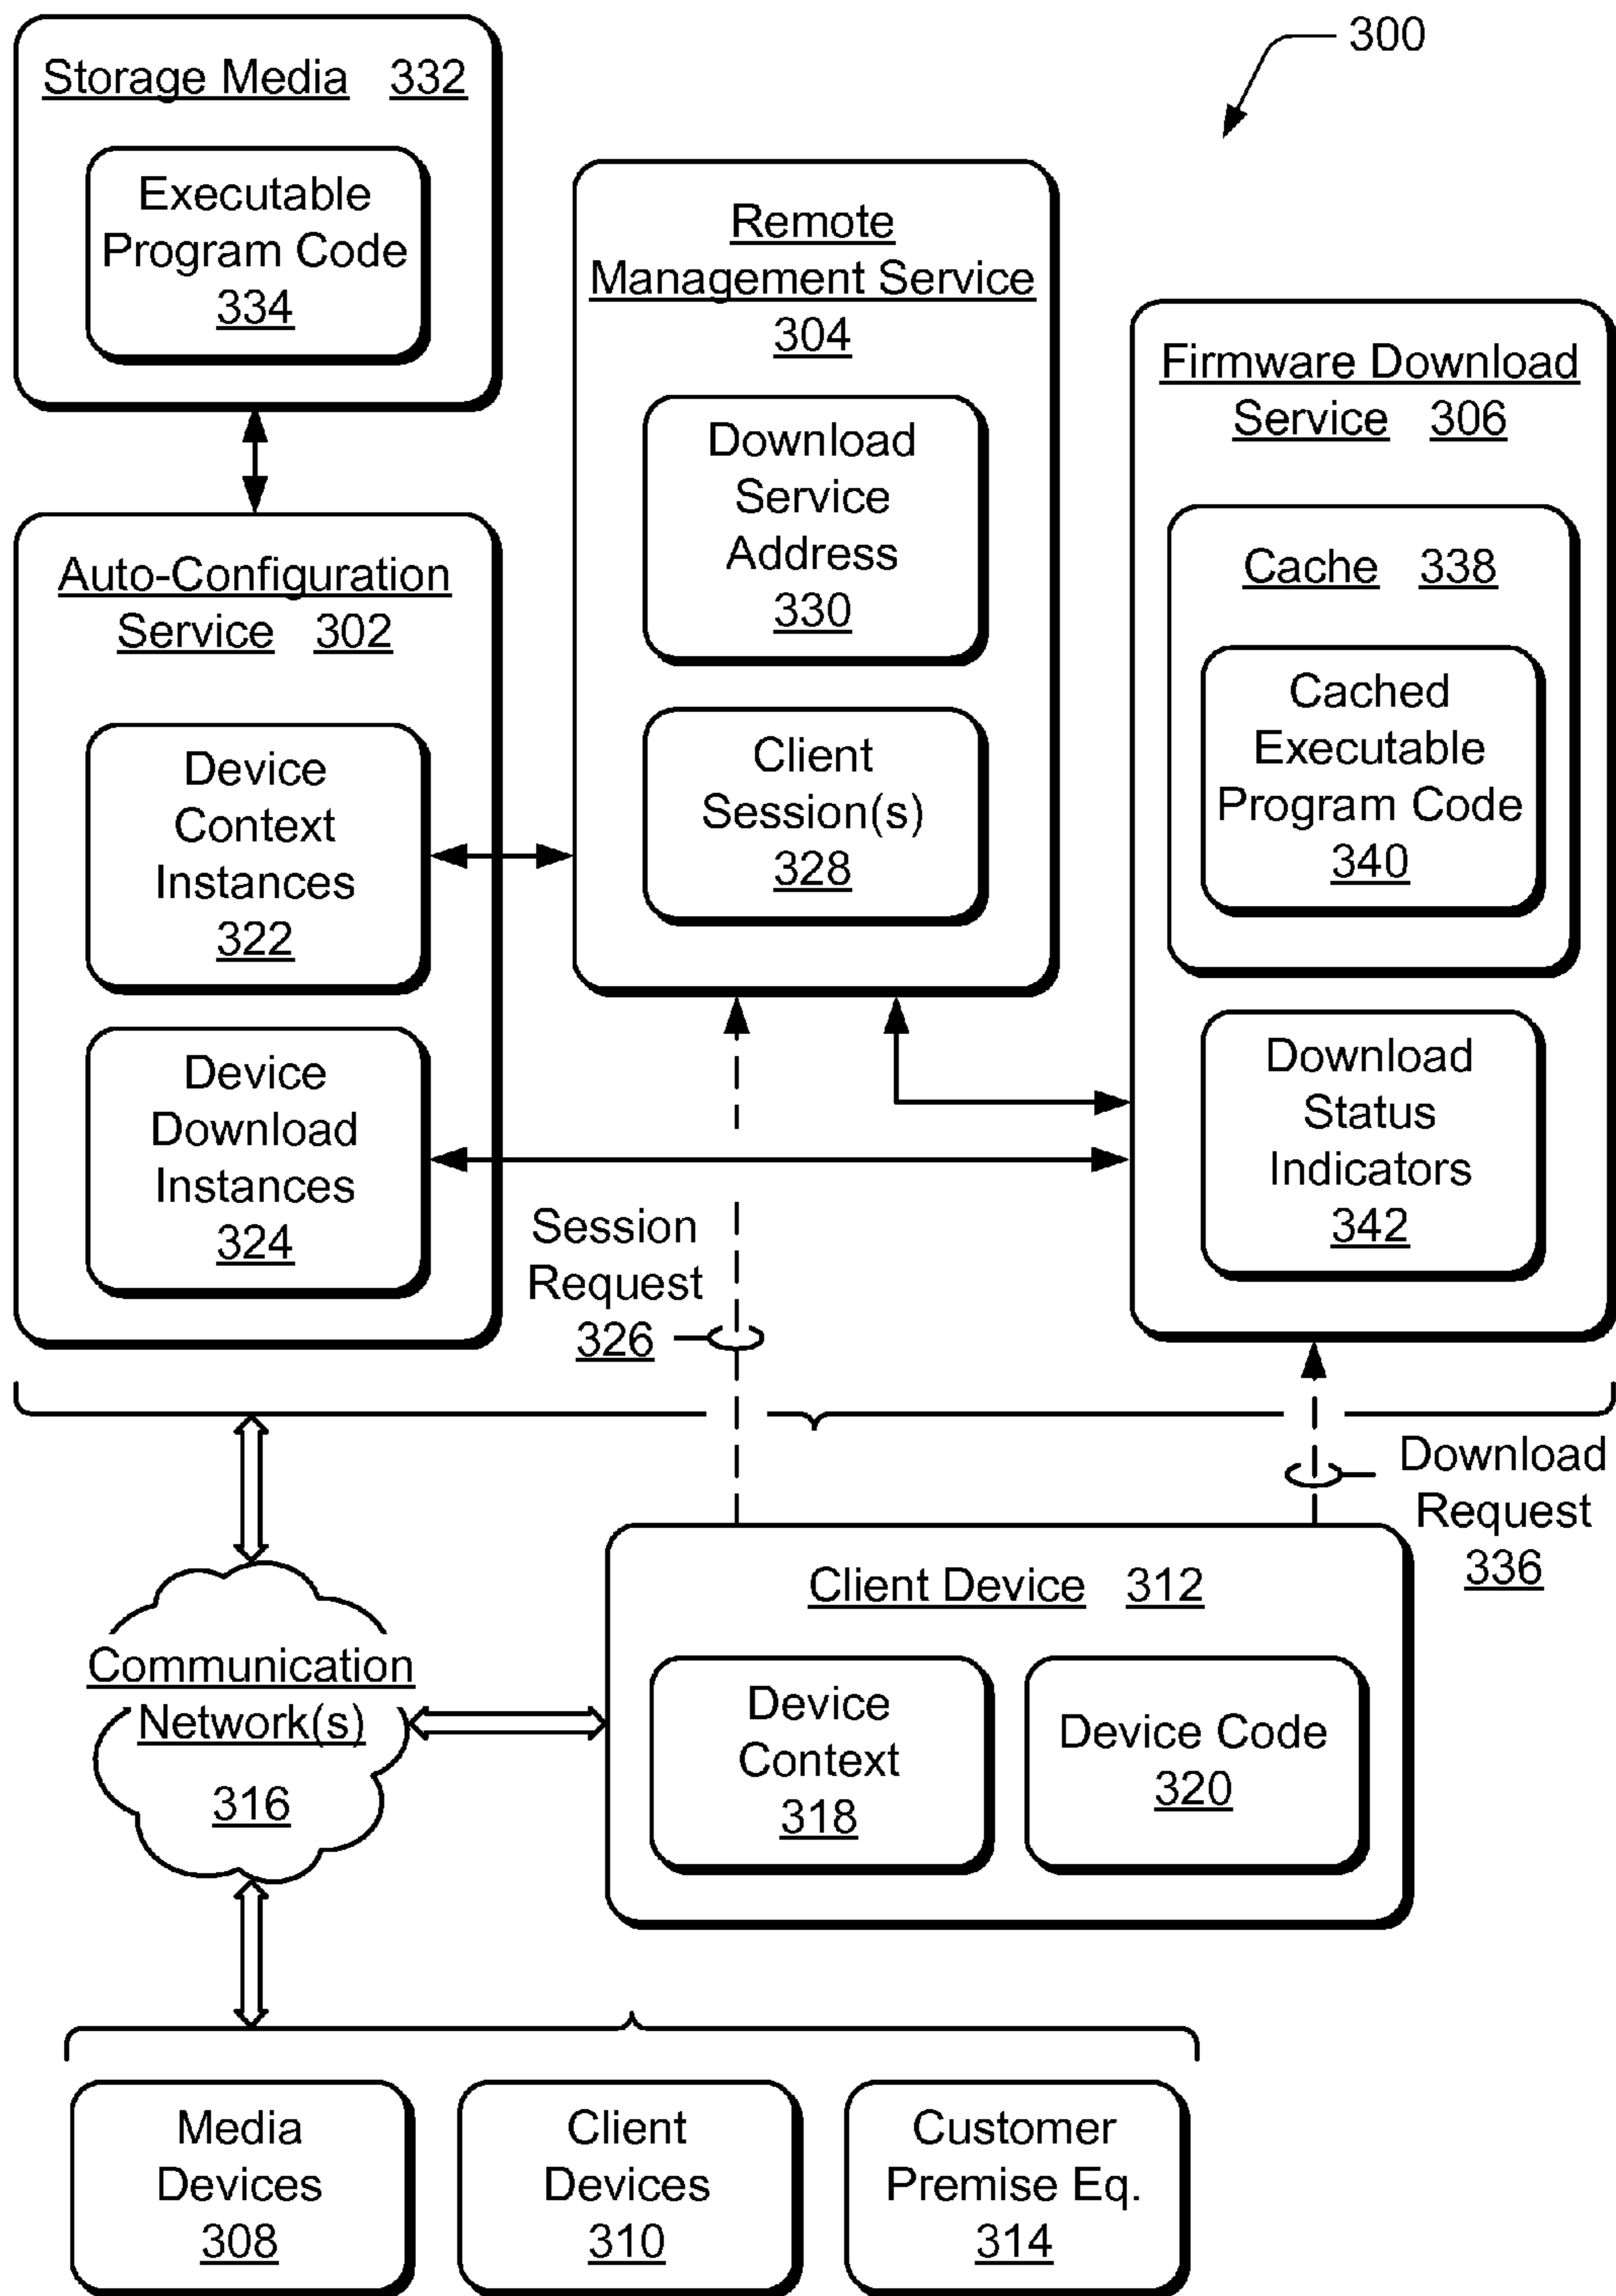 300
Storage Media 332
Executable
Program Code
334
Remote
Management Service
304
Download
Service
Address
330
Client
Session(s)
328
Firmware Download
Service 306
Cache 338
Cached
Executable
Program Code
340
Download
Status
Indicators
342
Auto-Configuration
Service 302
Device
Context
Instances
322
Device
Download
Instances
324
Session
Request
326
Download
Request
336
Client Device 312
Device
Context
318
Device Code
320
Communication
Network(s)
316
Media
Devices
308
Client
Devices
310
Customer
Premise Eq.
314